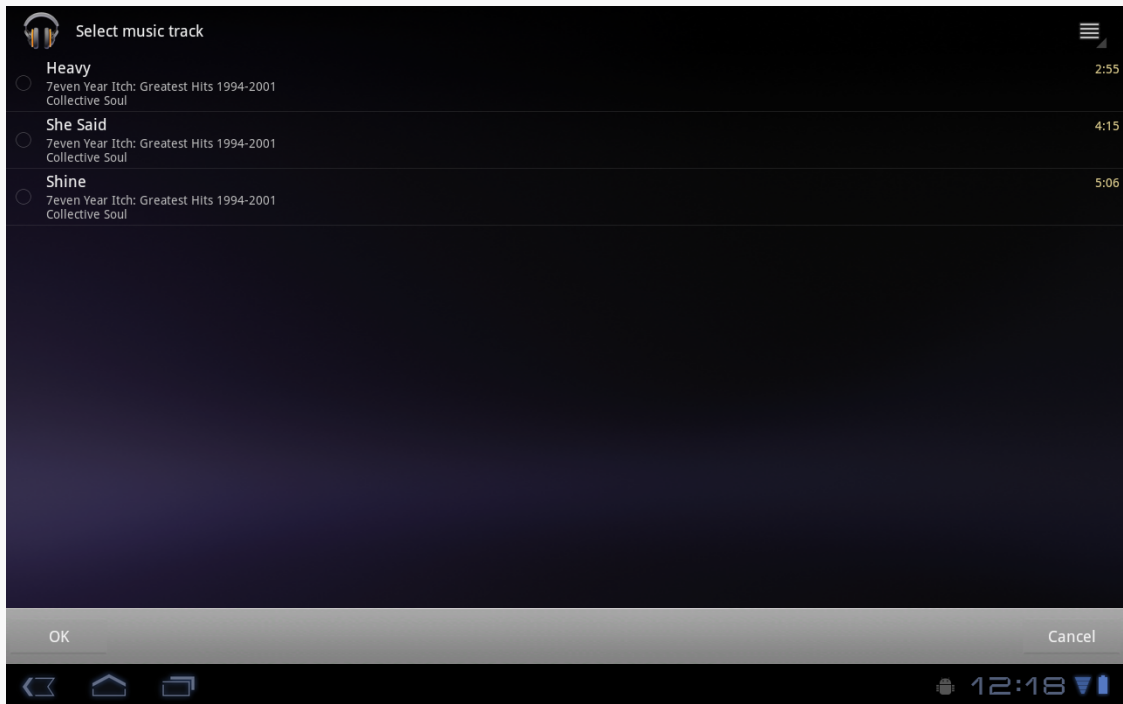 Select music track
Heavy
2:55
7even Year Itch: Greatest Hits 1994-2001
Collective Soul
She Said
4:15
7even Year Itch: Greatest Hits 1994-2001
Collective Soul
Shine
5:06
7even Year Itch: Greatest Hits 1994-2001
Collective Soul
OK
Cancel
12:18